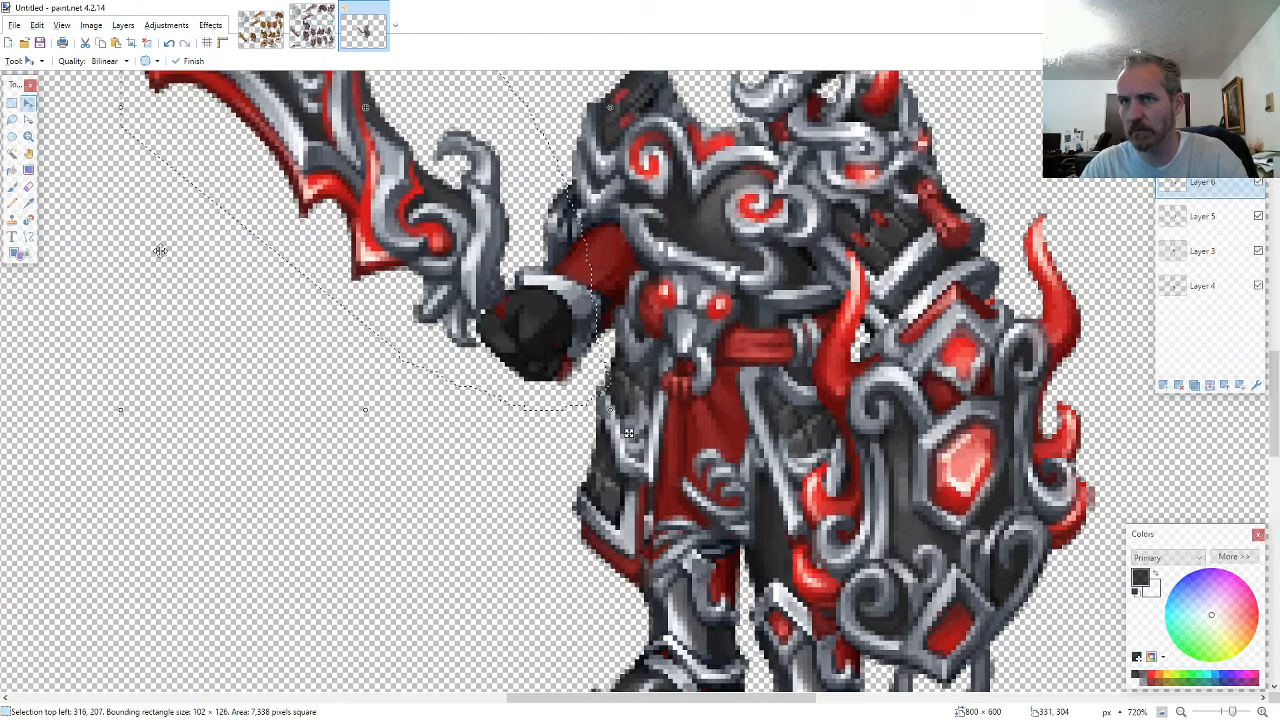 Untitled - paint.net 4.2.14
File Edit View Image Layers Adjustments Effects
Tool: Quality: Bilinear Finish
To...
Layer 6
Layer 5
Layer 3
Layer 4
Colors
Primary
More >>
Selection top left: 316, 207. Bounding rectangle size: 102 × 126. Area: 7,338 pixels square
800 × 600
331, 304
px
720%